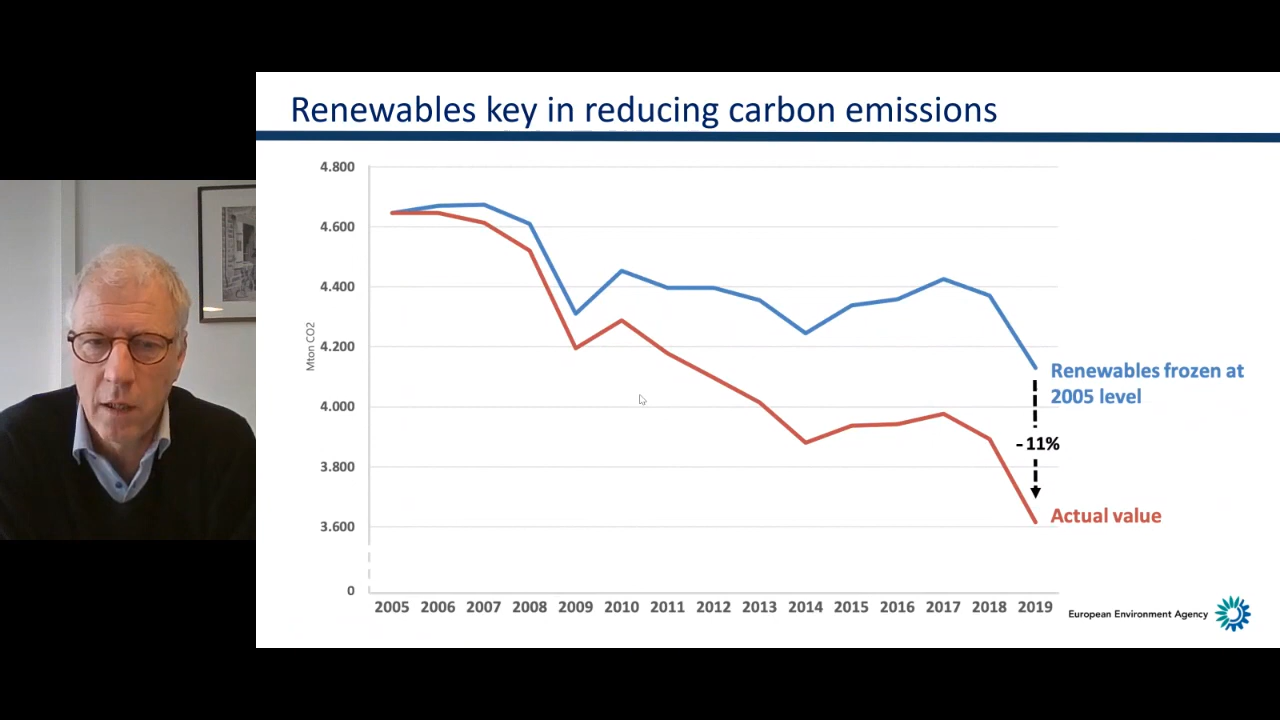 Renewables key in reducing carbon emissions
4.800
4.600
4.400
4.200
4.000
3.800
3.600
0
Mton CO2
2005 2006 2007 2008 2009 2010 2011 2012 2013 2014 2015 2016 2017 2018 2019
Renewables frozen at
2005 level
- 11%
Actual value
European Environment Agency